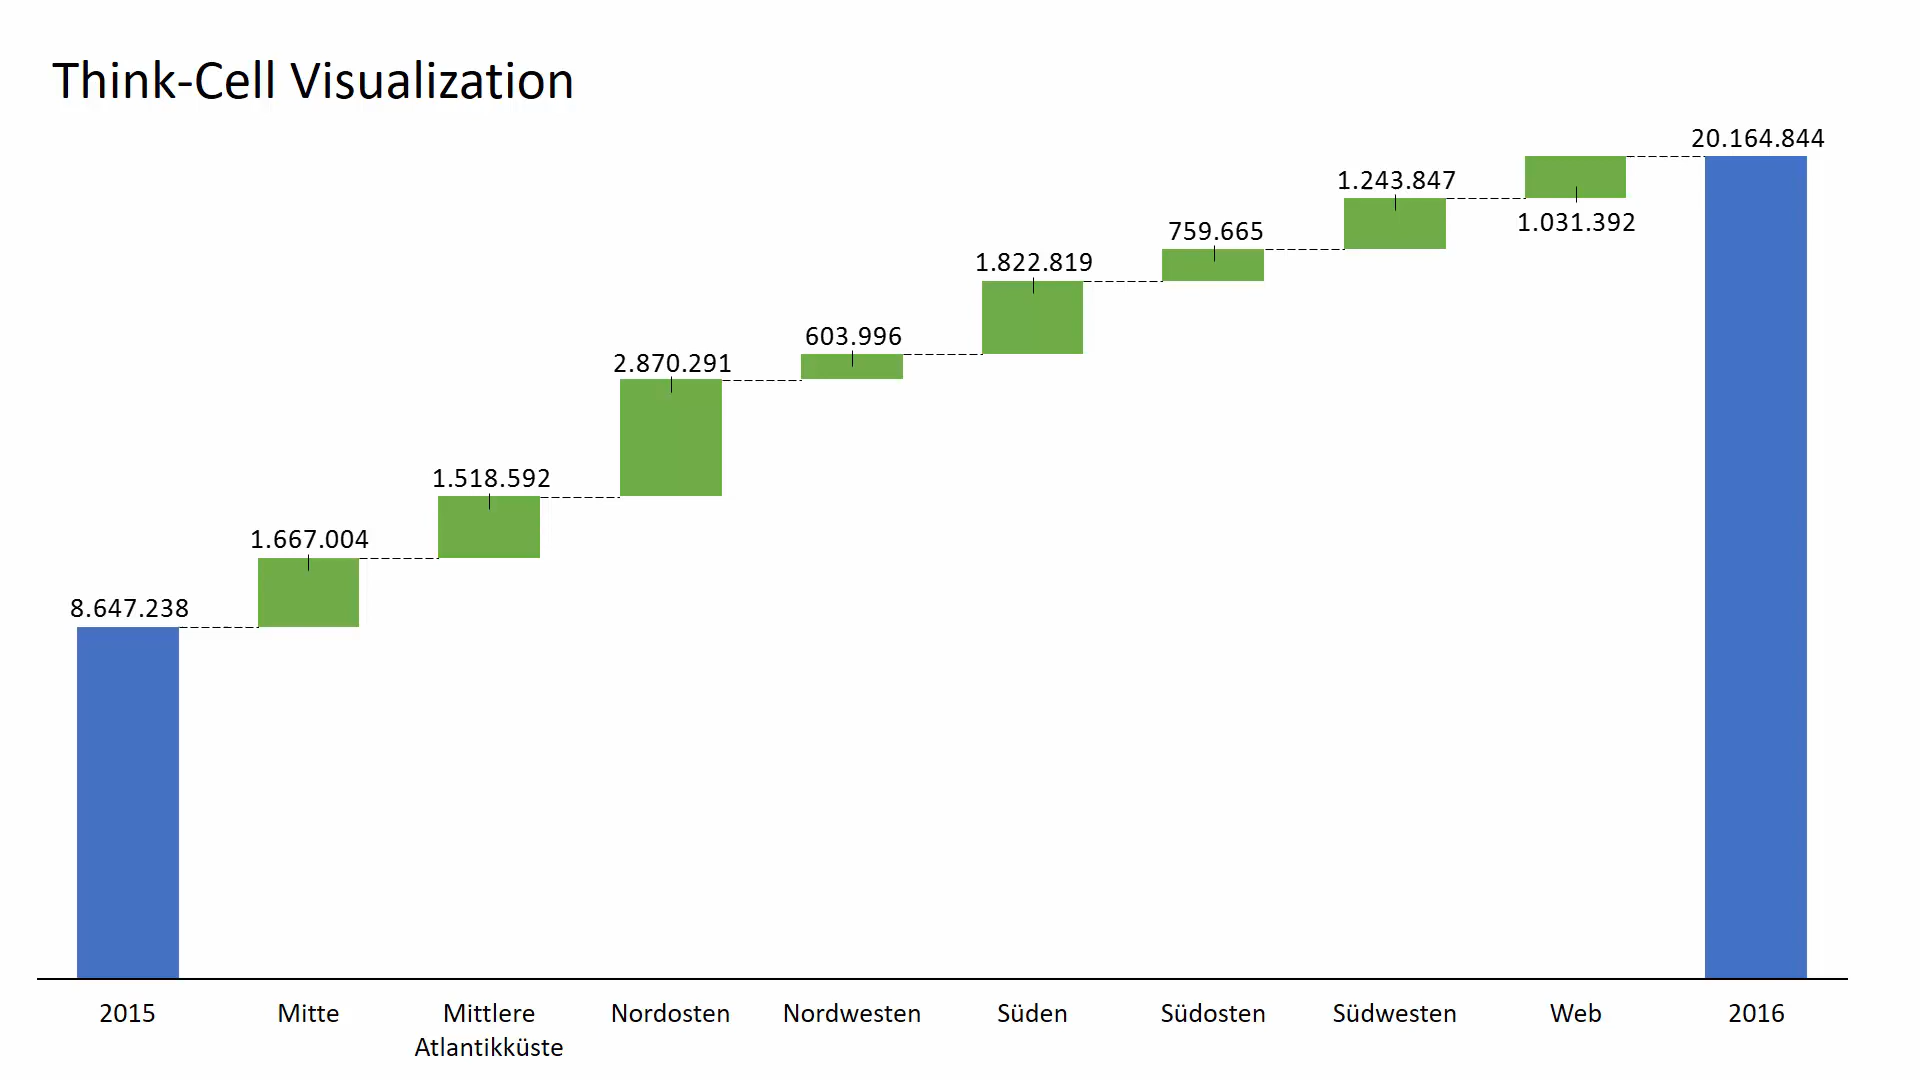 Think-Cell Visualization
20.164.844
1.243.847
1.031.392
759.665
1.822.819
603.996
2.870.291
1.518.592
1.667.004
8.647.238
2015
Mitte
Mittlere
Atlantikküste
Nordosten
Nordwesten
Süden
Südosten
Südwesten
Web
2016